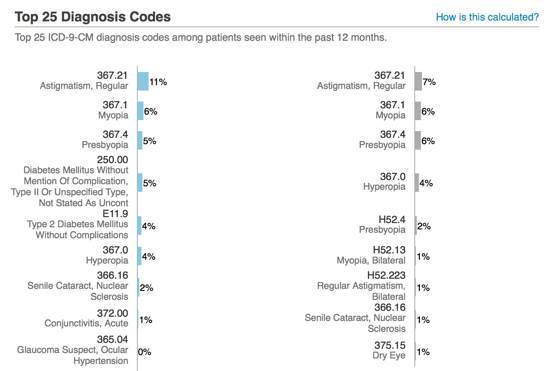 Top 25 Diagnosis Codes
How is this calculated?
Top 25 ICD-9-CM diagnosis codes among patients seen within the past 12 months.
367.21
Astigmatism, Regular
11%
367.1
Myopia
6%
367.4
Presbyopia
5%
250.00
Diabetes Mellitus Without
Mention Of Complication,
Type II Or Unspecified Type,
Not Stated As Uncont
5%
E11.9
Type 2 Diabetes Mellitus
Without Complications
4%
367.0
Hyperopia
4%
366.16
Senile Cataract, Nuclear
Sclerosis
2%
372.00
Conjunctivitis, Acute
1%
365.04
Glaucoma Suspect, Ocular
Hypertension
0%
367.21
Astigmatism, Regular
7%
367.1
Myopia
6%
367.4
Presbyopia
6%
367.0
Hyperopia
4%
H52.4
Presbyopia
2%
H52.13
Myopia, Bilateral
1%
H52.223
Regular Astigmatism,
Bilateral
1%
366.16
Senile Cataract, Nuclear
Sclerosis
1%
375.15
Dry Eye
1%